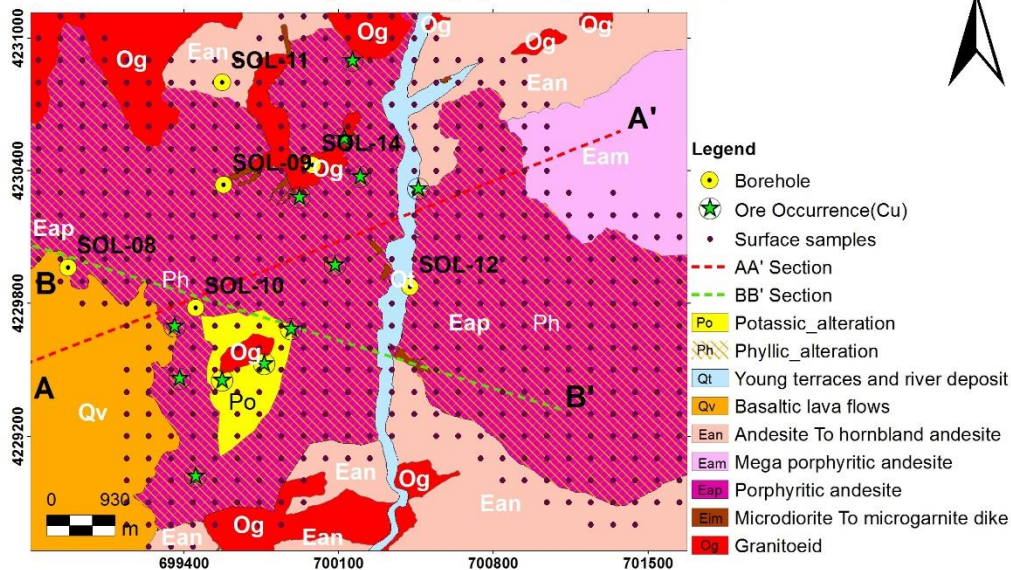 4231000
4230400
4229800
4229200
699400
700100
700800
701500
Og
Ean
SOL-11
Og
Og
Og
Og
Ean
A'
Eam
SOL-14
SOL-09
Og
Eap
SOL-08
Ph
B
SOL-10
SOL-12
Qt
Eap
Ph
Og
A
Po
B'
Qv
Ean
Og
Ean
Og
Ean
Ean
0 930
m
Legend
Borehole
Ore Occurrence(Cu)
Surface samples
AA' Section
BB' Section
Po Potassic_alteration
Ph Phyllic_alteration
Qt Young terraces and river deposit
Qv Basaltic lava flows
Ean Andesite To hornbland andesite
Eam Mega porphyritic andesite
Eap Porphyritic andesite
Eim Microdiorite To microgarnite dike
Og Granitoeid